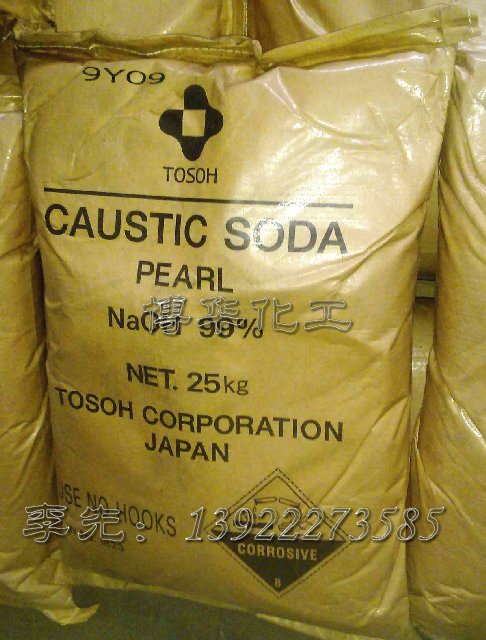 9Y09
TOSOH
CAUSTIC SODA
PEARL
NaOH 99%
博华化工
NET. 25kg
TOSOH CORPORATION
JAPAN
USE NO HOOKS
李先: 13922273585
CORROSIVE
8